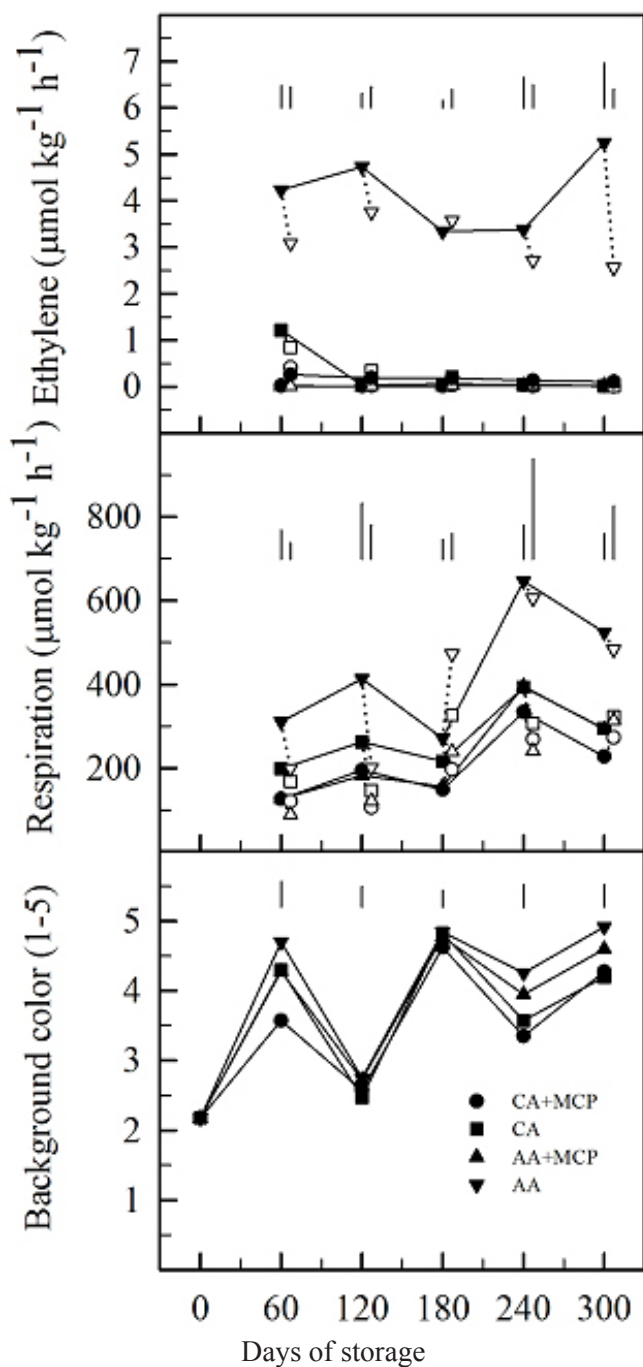 7
6
5
4
3
2
1
0
Ethylene (µmol kg⁻¹ h⁻¹)
800
600
400
200
Respiration (µmol kg⁻¹ h⁻¹)
5
4
3
2
1
Background color (1-5)
CA+MCP
CA
AA+MCP
AA
0 60 120 180 240 300
Days of storage